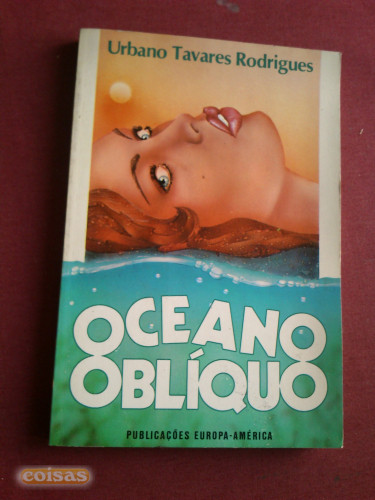 Urbano Tavares Rodrigues
OCEANO
OBLÍQUO
PUBLICAÇÕES EUROPA-AMÉRICA
coisas